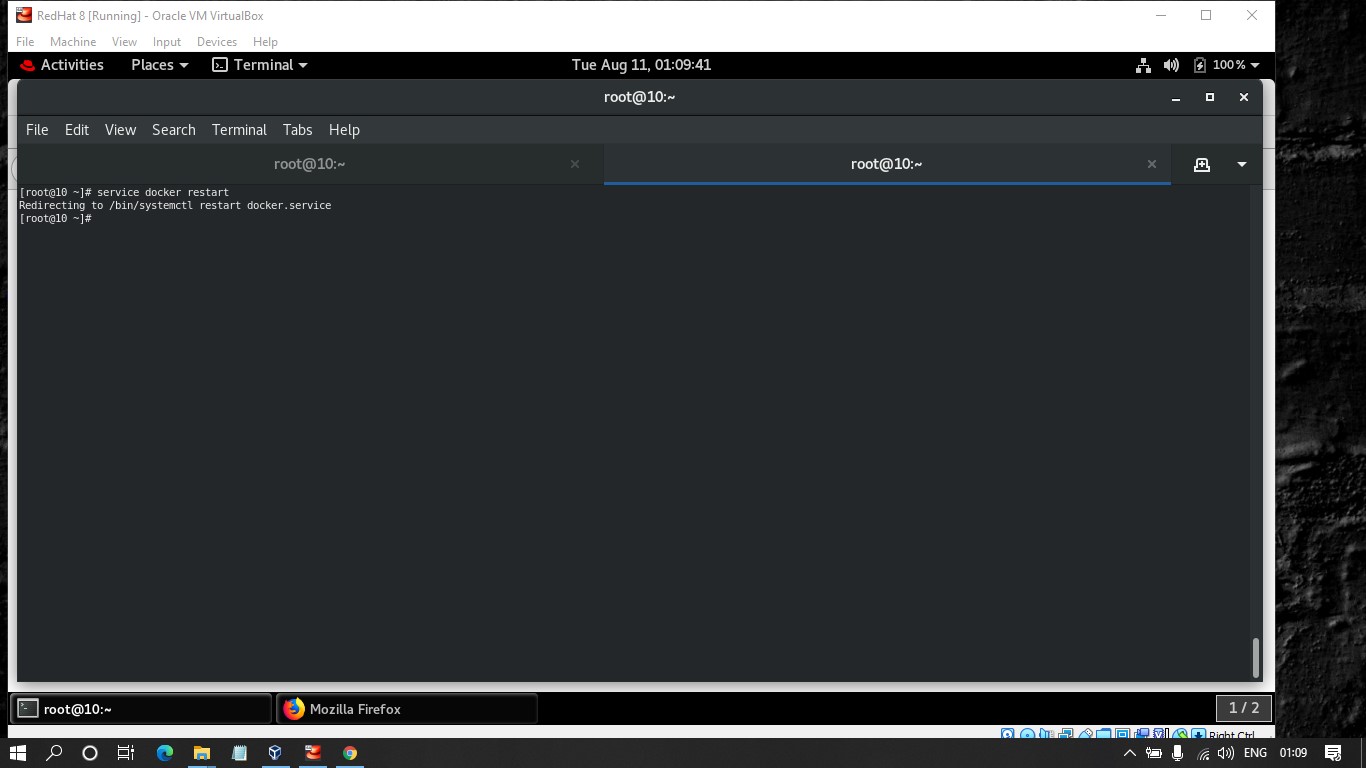 RedHat 8 [Running] - Oracle VM VirtualBox
File Machine View Input Devices Help
Activities Places Terminal Tue Aug 11, 01:09:41 100 %
root@10:~
File Edit View Search Terminal Tabs Help
root@10:~ root@10:~
[root@10 ~]# service docker restart
Redirecting to /bin/systemctl restart docker.service
[root@10 ~]#
root@10:~ Mozilla Firefox 1 / 2
Right Ctrl
ENG 01:09